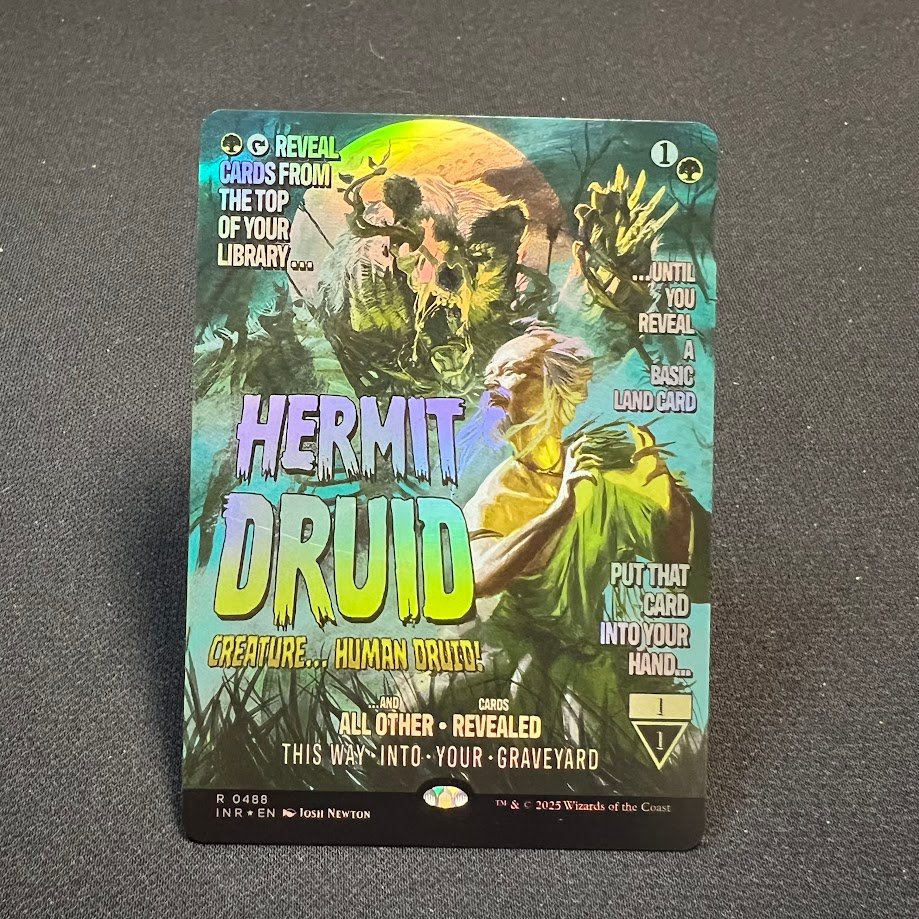 REVEAL
CARDS FROM
THE TOP
OF YOUR
LIBRARY...
1
...UNTIL
YOU
REVEAL
A
BASIC
LAND CARD
HERMIT
DRUID
CREATURE... HUMAN DRUID!
PUT THAT
CARD
INTO YOUR
HAND...
...AND CARDS
ALL OTHER • REVEALED
THIS WAY • INTO • YOUR • GRAVEYARD
1
1
R 0488
INR★EN JOSH NEWTON
™ & © 2025 Wizards of the Coast